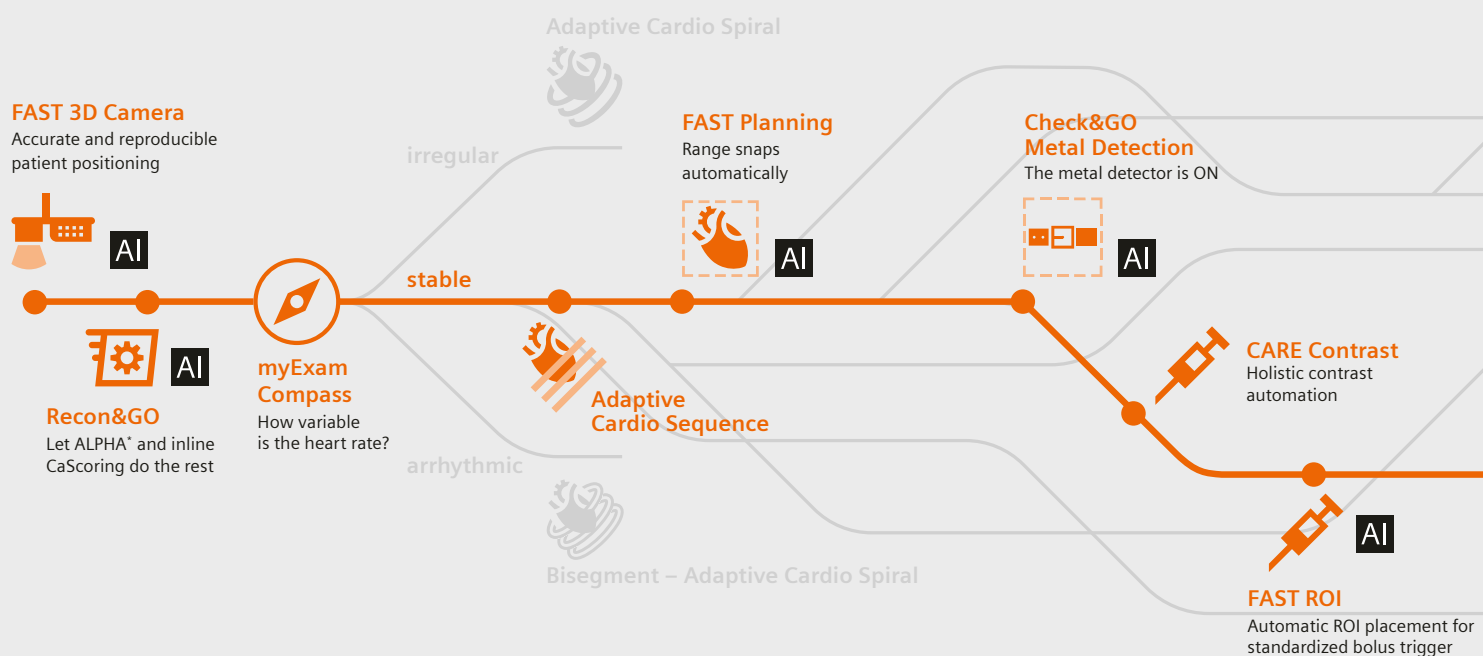 Adaptive Cardio Spiral
FAST 3D Camera
Accurate and reproducible
patient positioning
AI
irregular
FAST Planning
Range snaps
automatically
AI
Check&GO
Metal Detection
The metal detector is ON
AI
stable
Recon&GO
Let ALPHA* and inline
CaScoring do the rest
AI
myExam
Compass
How variable
is the heart rate?
Adaptive
Cardio Sequence
CARE Contrast
Holistic contrast
automation
arrhythmic
Bisegment – Adaptive Cardio Spiral
AI
FAST ROI
Automatic ROI placement for
standardized bolus trigger